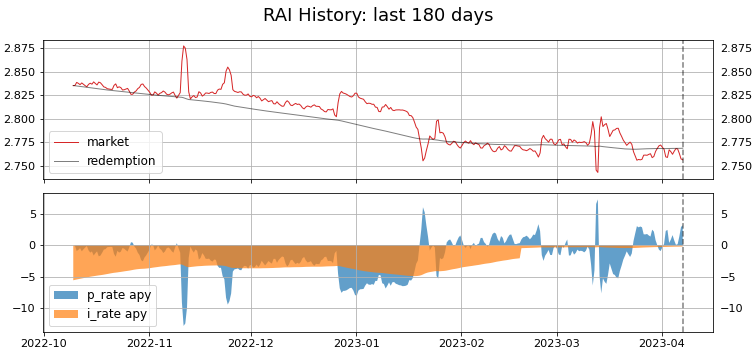 RAI History: last 180 days
2.875 2.875
2.850 2.850
2.825 2.825
2.800 2.800
2.775 2.775
2.750 2.750
market
redemption
5 5
0 0
−5 −5
−10 −10
p_rate apy
i_rate apy
2022-10 2022-11 2022-12 2023-01 2023-02 2023-03 2023-04